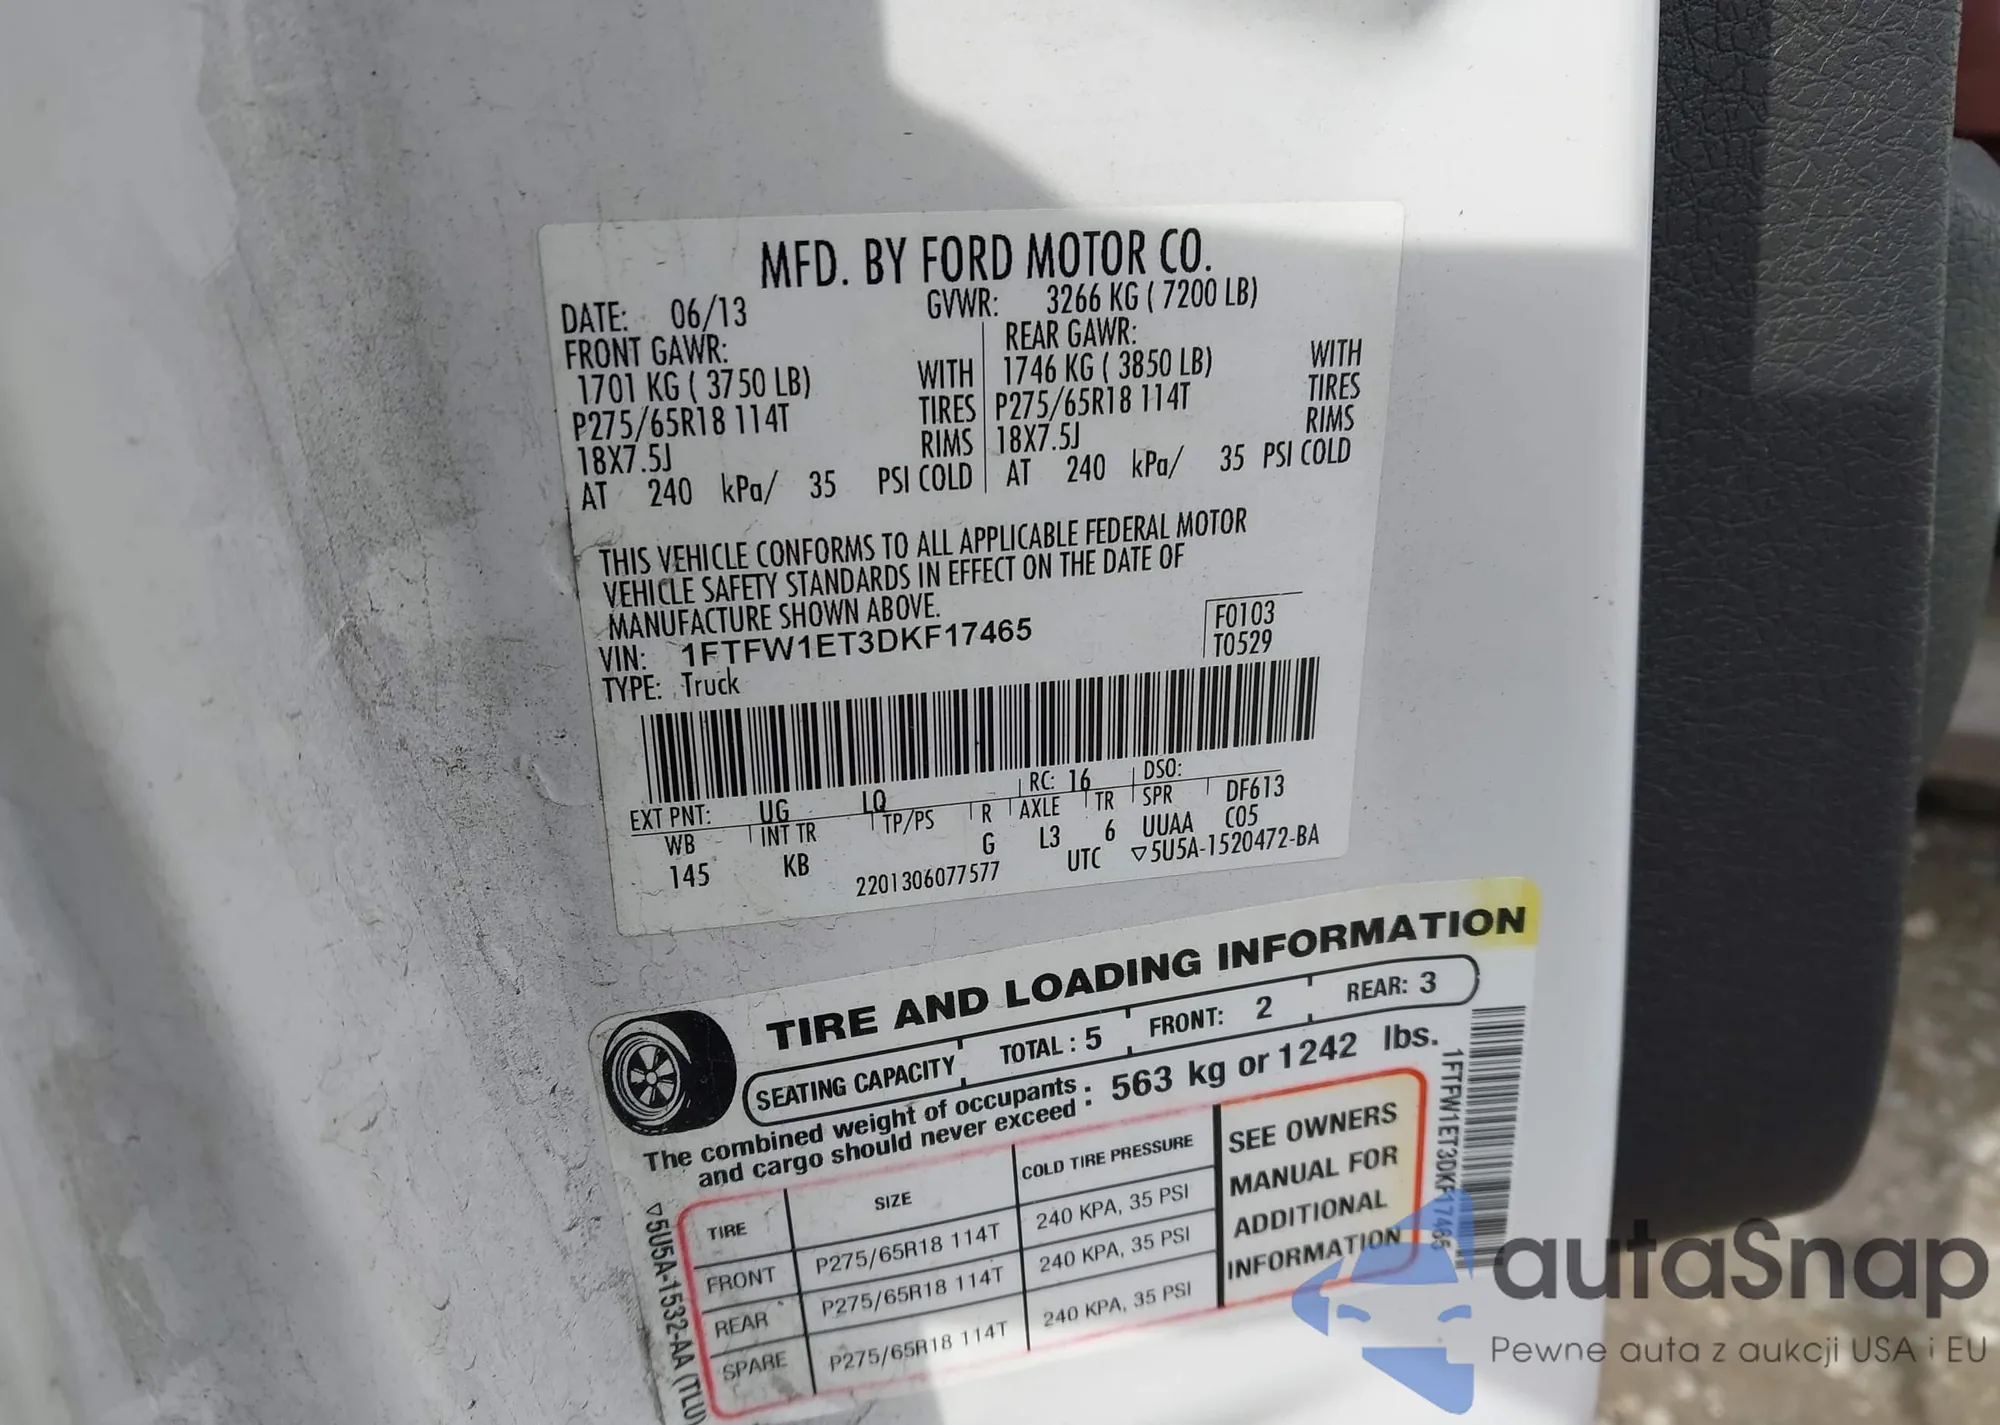 MFD. BY FORD MOTOR CO.
DATE: 06/13 GVWR: 3266 KG ( 7200 LB)
FRONT GAWR: REAR GAWR:
1701 KG ( 3750 LB) WITH 1746 KG ( 3850 LB) WITH
P275/65R18 114T TIRES P275/65R18 114T TIRES
18X7.5J RIMS 18X7.5J RIMS
AT 240 kPa/ 35 PSI COLD AT 240 kPa/ 35 PSI COLD
THIS VEHICLE CONFORMS TO ALL APPLICABLE FEDERAL MOTOR
VEHICLE SAFETY STANDARDS IN EFFECT ON THE DATE OF
MANUFACTURE SHOWN ABOVE.
VIN: 1FTFW1ET3DKF17465
F0103
TYPE: Truck
T0529
EXT PNT: UG LQ RC: 16 DSO:
WB INT TR TP/PS R AXLE TR SPR DF613
145 KB G L3 6 UUAA C05
2201306077577 UTC ▽5U5A-1520472-BA
TIRE AND LOADING INFORMATION
SEATING CAPACITY TOTAL : 5 FRONT: 2 REAR: 3
The combined weight of occupants
and cargo should never exceed : 563 kg or 1242 lbs.
TIRE SIZE COLD TIRE PRESSURE
FRONT P275/65R18 114T 240 KPA, 35 PSI
REAR P275/65R18 114T 240 KPA, 35 PSI
SPARE P275/65R18 114T 240 KPA, 35 PSI
SEE OWNERS
MANUAL FOR
ADDITIONAL
INFORMATION
1FTFW1ET3DKF17465
▽5U5A-1532-AA (TLU)
autaSnap
Pewne auta z aukcji USA i EU